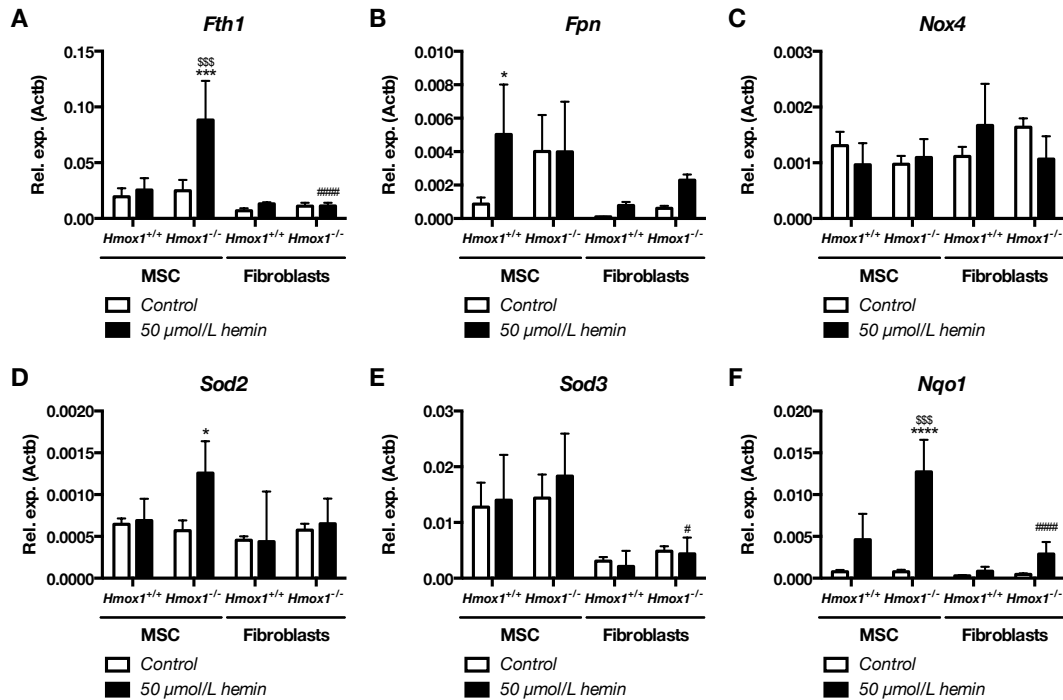 A
Fth1
Rel. exp. (Actb)
0.15
0.10
0.05
0.00
$$$
***
####
Hmox1+/+ Hmox1-/- Hmox1+/+ Hmox1-/-
MSC Fibroblasts
Control
50 µmol/L hemin
B
Fpn
Rel. exp. (Actb)
0.010
0.008
0.006
0.004
0.002
0.000
*
Hmox1+/+ Hmox1-/- Hmox1+/+ Hmox1-/-
MSC Fibroblasts
Control
50 µmol/L hemin
C
Nox4
Rel. exp. (Actb)
0.003
0.002
0.001
0.000
Hmox1+/+ Hmox1-/- Hmox1+/+ Hmox1-/-
MSC Fibroblasts
Control
50 µmol/L hemin
D
Sod2
Rel. exp. (Actb)
0.0020
0.0015
0.0010
0.0005
0.0000
*
Hmox1+/+ Hmox1-/- Hmox1+/+ Hmox1-/-
MSC Fibroblasts
Control
50 µmol/L hemin
E
Sod3
Rel. exp. (Actb)
0.03
0.02
0.01
0.00
#
Hmox1+/+ Hmox1-/- Hmox1+/+ Hmox1-/-
MSC Fibroblasts
Control
50 µmol/L hemin
F
Nqo1
Rel. exp. (Actb)
0.020
0.015
0.010
0.005
0.000
$$$
****
####
Hmox1+/+ Hmox1-/- Hmox1+/+ Hmox1-/-
MSC Fibroblasts
Control
50 µmol/L hemin